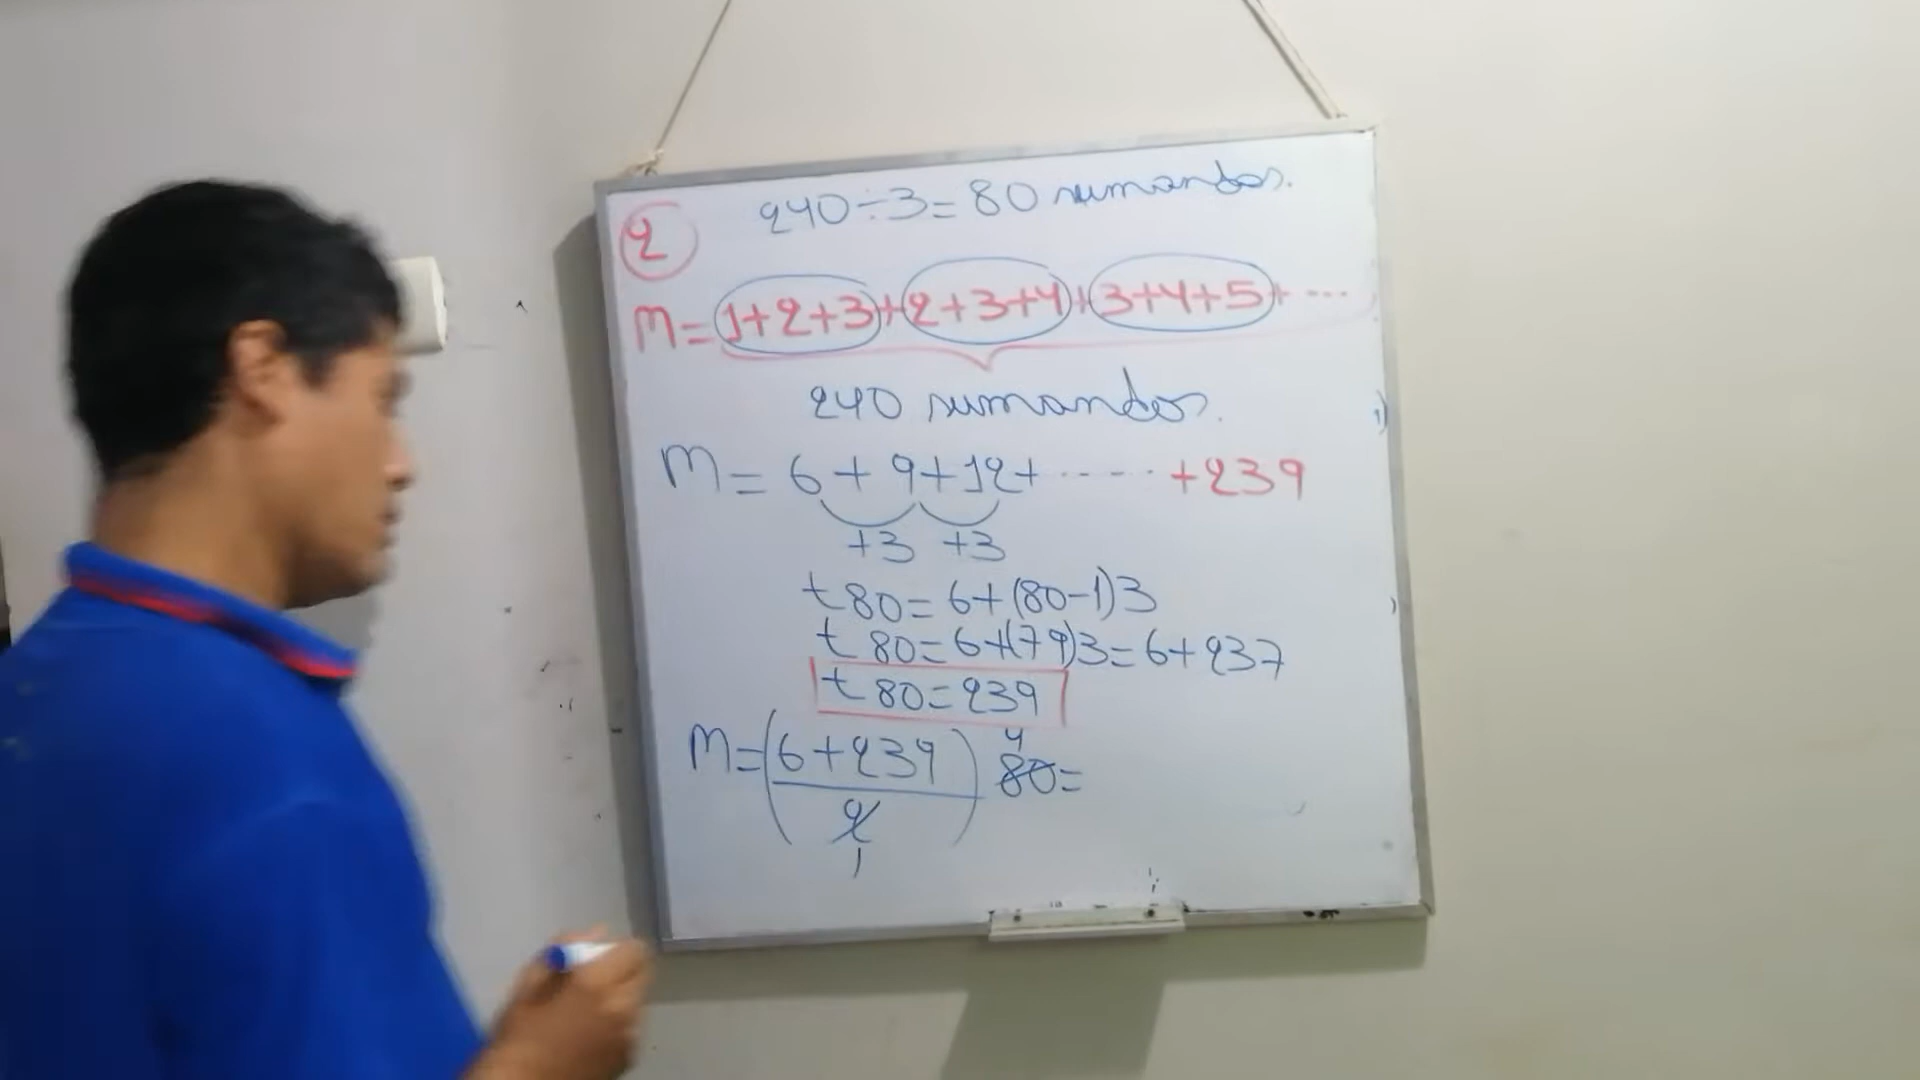 240÷3=80 sumandos.
2
M=1+2+3+2+3+4+3+4+5+...
240 sumandos.
M=6+9+12+.....+239
+3 +3
t80=6+(80-1)3
t80=6+(79)3=6+237
t80=239
4
M=(6+239) 80=
2
1